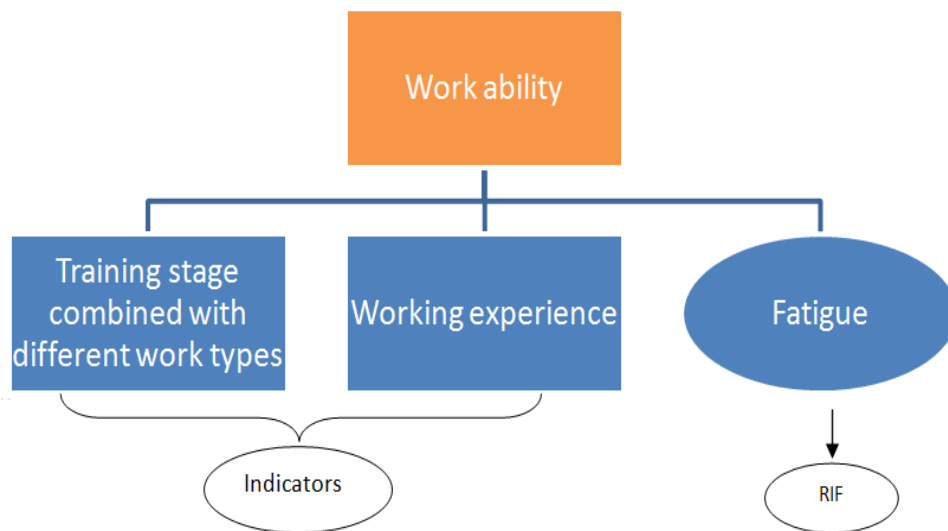 Work ability
Training stage
combined with
different work types
Working experience
Fatigue
Indicators
RIF